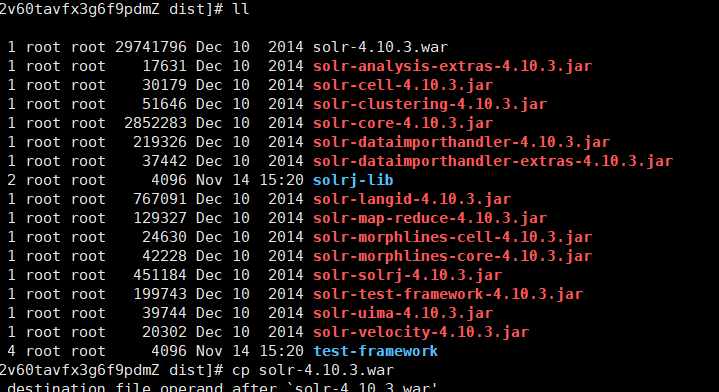 2v60tavfx3g6f9pdmZ dist]# ll
1 root root 29741796 Dec 10  2014 solr-4.10.3.war
1 root root    17631 Dec 10  2014 solr-analysis-extras-4.10.3.jar
1 root root    30179 Dec 10  2014 solr-cell-4.10.3.jar
1 root root    51646 Dec 10  2014 solr-clustering-4.10.3.jar
1 root root  2852283 Dec 10  2014 solr-core-4.10.3.jar
1 root root   219326 Dec 10  2014 solr-dataimporthandler-4.10.3.jar
1 root root    37442 Dec 10  2014 solr-dataimporthandler-extras-4.10.3.jar
2 root root     4096 Nov 14 15:20 solrj-lib
1 root root   767091 Dec 10  2014 solr-langid-4.10.3.jar
1 root root   129327 Dec 10  2014 solr-map-reduce-4.10.3.jar
1 root root    24630 Dec 10  2014 solr-morphlines-cell-4.10.3.jar
1 root root    42228 Dec 10  2014 solr-morphlines-core-4.10.3.jar
1 root root   451184 Dec 10  2014 solr-solrj-4.10.3.jar
1 root root   199743 Dec 10  2014 solr-test-framework-4.10.3.jar
1 root root    39744 Dec 10  2014 solr-uima-4.10.3.jar
1 root root    20302 Dec 10  2014 solr-velocity-4.10.3.jar
4 root root     4096 Nov 14 15:20 test-framework
2v60tavfx3g6f9pdmZ dist]# cp solr-4.10.3.war
destination file operand after `solr-4.10.3.war'